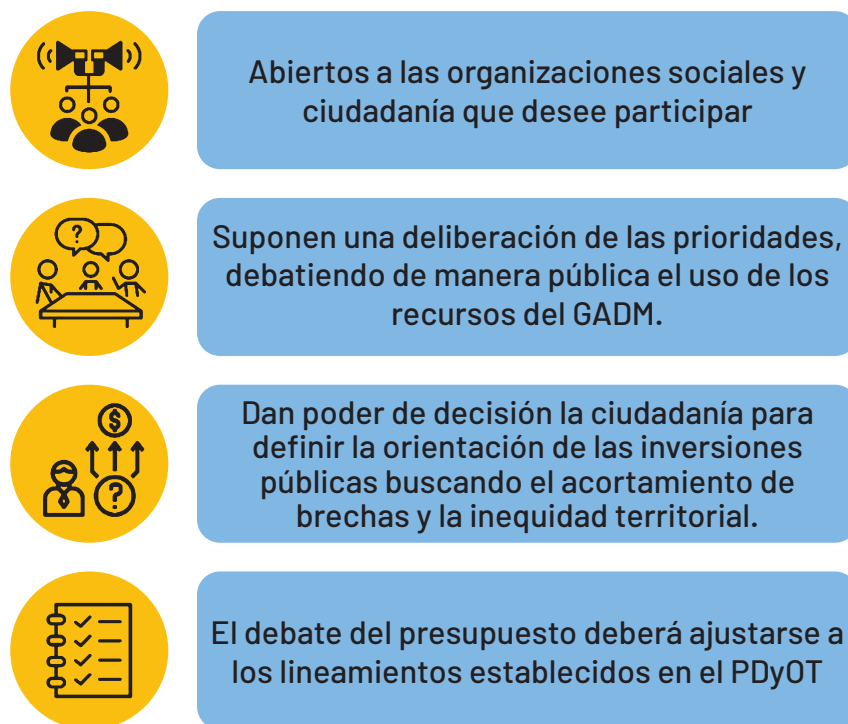 Abiertos a las organizaciones sociales y
ciudadanía que desee participar
Suponen una deliberación de las prioridades,
debatiendo de manera pública el uso de los
recursos del GADM.
Dan poder de decisión la ciudadanía para
definir la orientación de las inversiones
públicas buscando el acortamiento de
brechas y la inequidad territorial.
El debate del presupuesto deberá ajustarse a
los lineamientos establecidos en el PDyOT